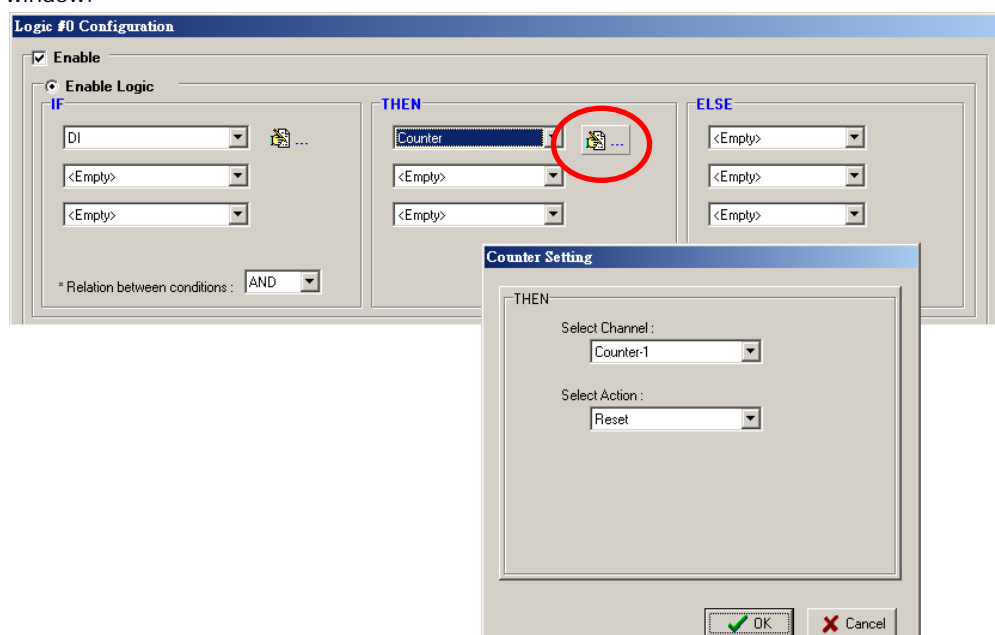 Logic #0 Configuration
Enable
Enable Logic
IF
THEN
ELSE
DI
...
Counter
...
<Empty>
<Empty>
<Empty>
<Empty>
<Empty>
<Empty>
<Empty>
* Relation between conditions : AND
Counter Setting
THEN
Select Channel :
Counter-1
Select Action :
Reset
OK
Cancel